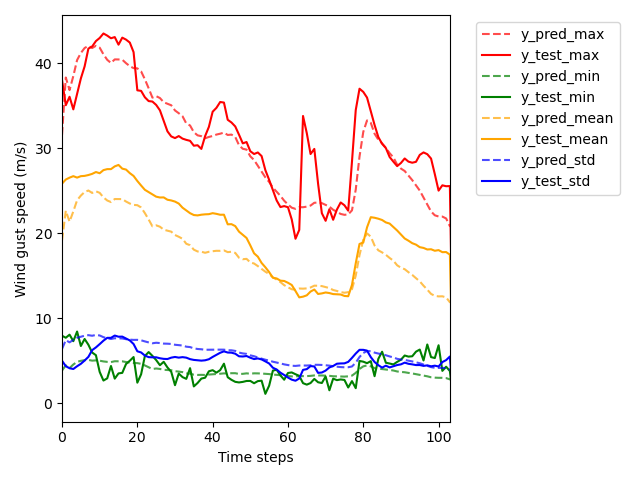 Wind gust speed (m/s)
40
30
20
10
0
0 20 40 60 80 100
Time steps
y_pred_max
y_test_max
y_pred_min
y_test_min
y_pred_mean
y_test_mean
y_pred_std
y_test_std